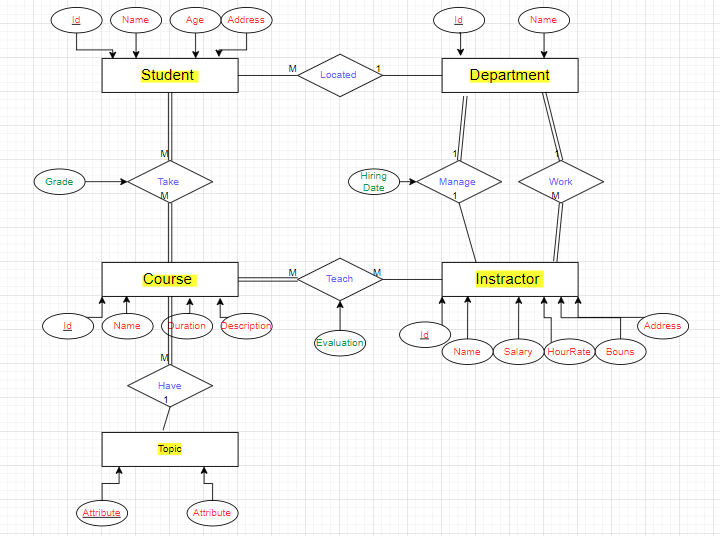 Id
Name
Age
Address
Id
Name
Student
M
Located
1
Department
M
1
1
Grade
Take
Hiring
Date
Manage
Work
M
1
M
Course
M
Teach
M
Instractor
Id
Name
Duration
Description
Evaluation
Id
Name
Salary
HourRate
Bouns
Address
M
Have
1
Topic
Attribute
Attribute